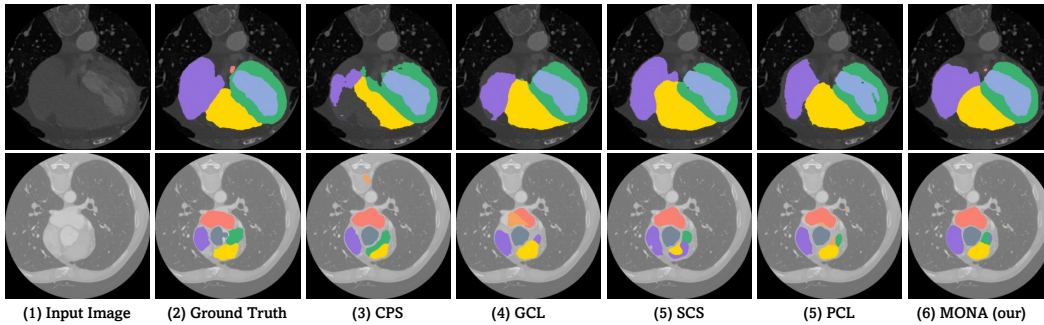 (1) Input Image (2) Ground Truth (3) CPS (4) GCL (5) SCS (5) PCL (6) MONA (our)